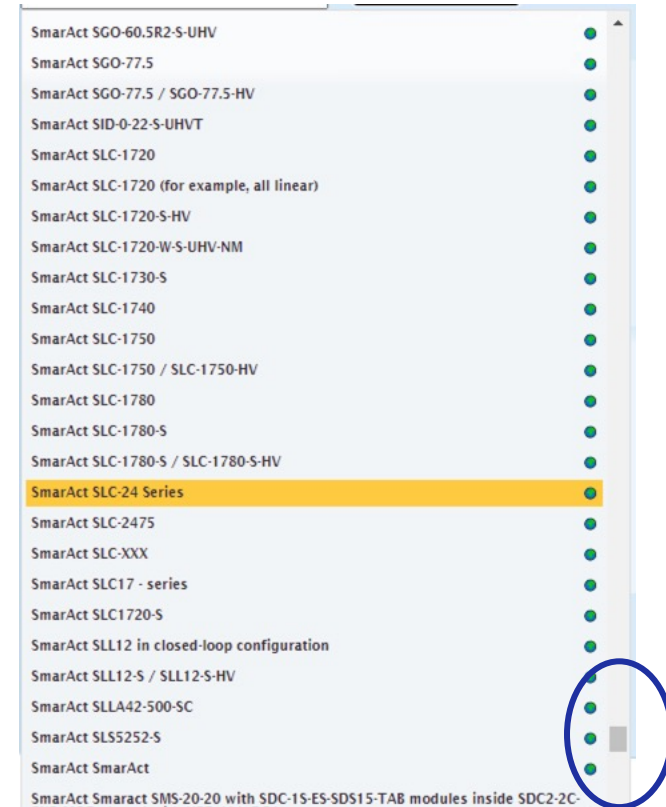 SmarAct SGO-60.5R2-S-UHV
SmarAct SGO-77.5
SmarAct SGO-77.5 / SGO-77.5-HV
SmarAct SID-0-22-S-UHVT
SmarAct SLC-1720
SmarAct SLC-1720 (for example, all linear)
SmarAct SLC-1720-S-HV
SmarAct SLC-1720-W-S-UHV-NM
SmarAct SLC-1730-S
SmarAct SLC-1740
SmarAct SLC-1750
SmarAct SLC-1750 / SLC-1750-HV
SmarAct SLC-1780
SmarAct SLC-1780-S
SmarAct SLC-1780-S / SLC-1780-S-HV
SmarAct SLC-24 Series
SmarAct SLC-2475
SmarAct SLC-XXX
SmarAct SLC17 - series
SmarAct SLC1720-S
SmarAct SLL12 in closed-loop configuration
SmarAct SLL12-S / SLL12-S-HV
SmarAct SLLA42-500-SC
SmarAct SLS5252-S
SmarAct SmarAct
SmarAct Smaract SMS-20-20 with SDC-1S-ES-SDS15-TAB modules inside SDC2-2C-